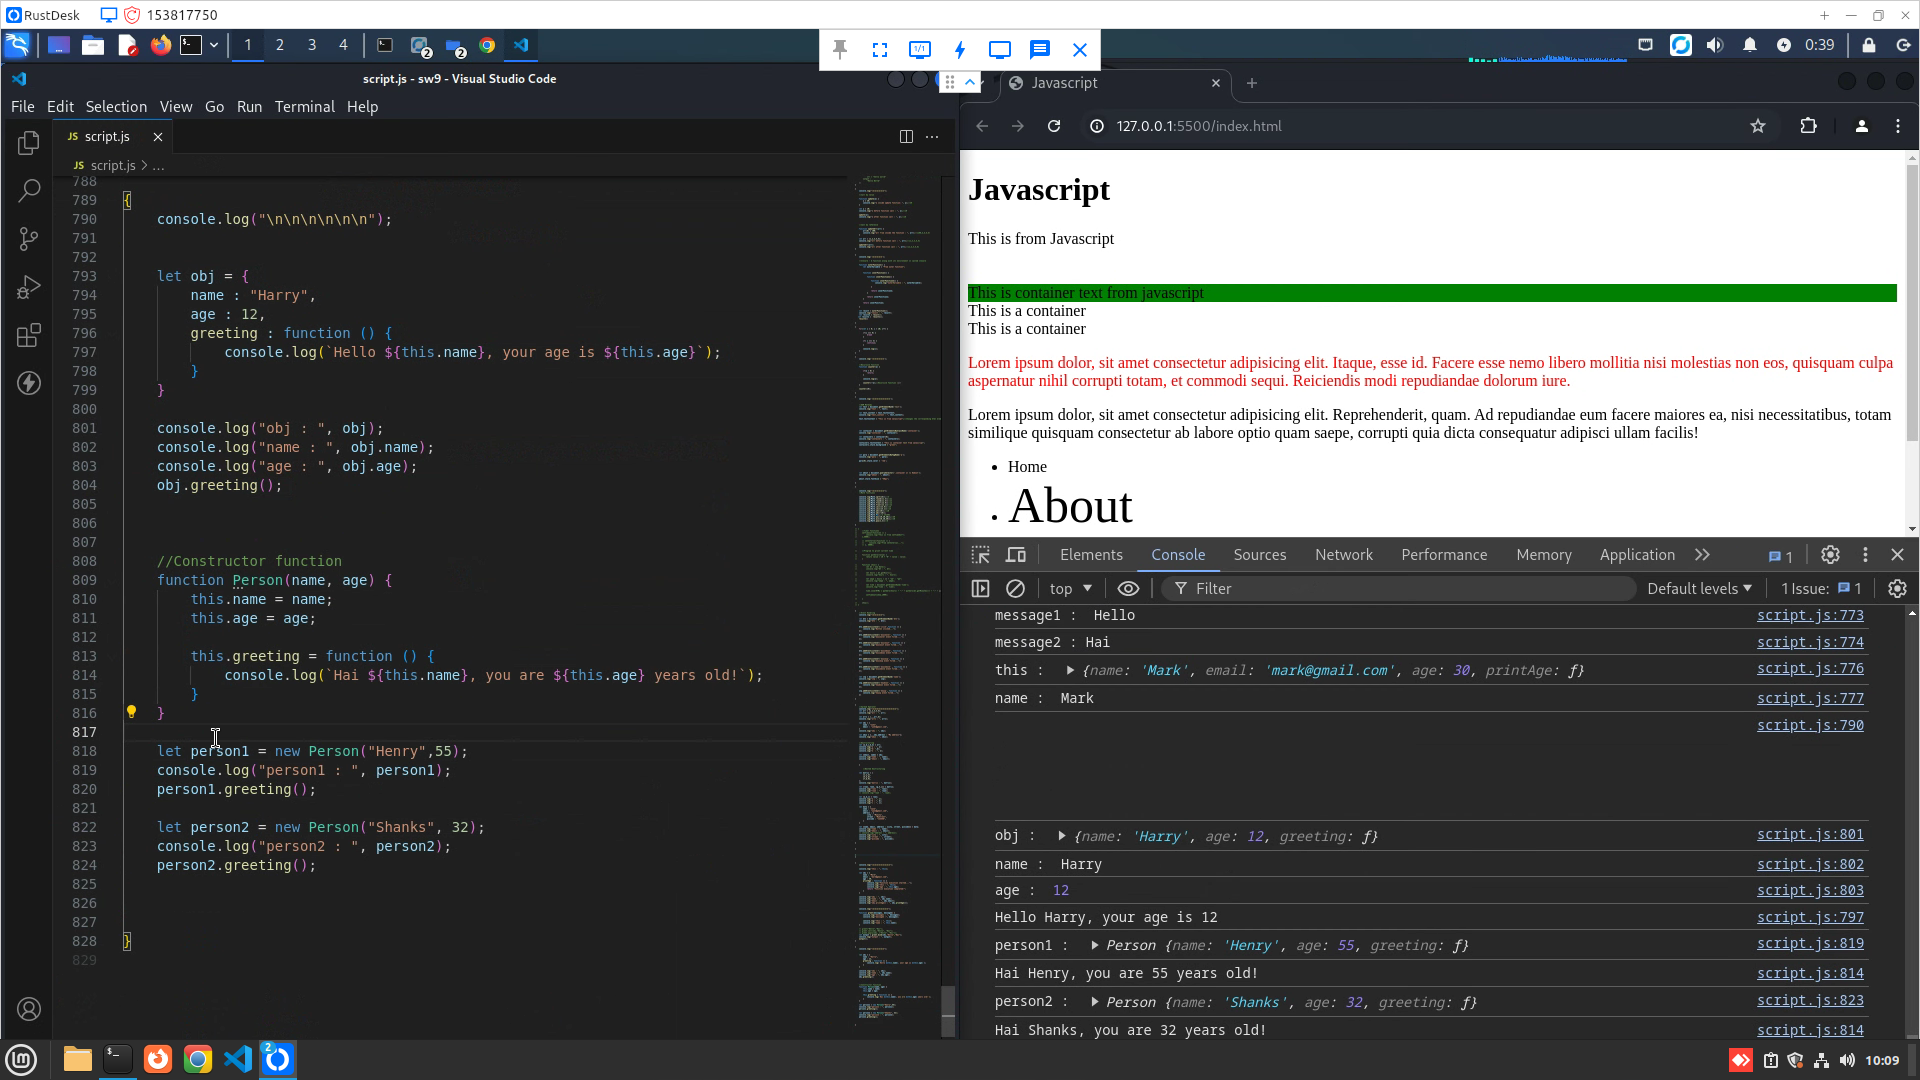 RustDesk 153817750
1 2 3 4 2 2 1/1 0:39
script.js - sw9 - Visual Studio Code
Javascript
File Edit Selection View Go Run Terminal Help
127.0.0.1:5500/index.html
JS script.js
JS script.js > ...
788
789 {
790 console.log("\n\n\n\n\n\n");
791
792
793 let obj = {
794 name : "Harry",
795 age : 12,
796 greeting : function () {
797 console.log(`Hello ${this.name}, your age is ${this.age}`);
798 }
799 }
800
801 console.log("obj : ", obj);
802 console.log("name : ", obj.name);
803 console.log("age : ", obj.age);
804 obj.greeting();
805
806
807
808 //Constructor function
809 function Person(name, age) {
810 this.name = name;
811 this.age = age;
812
813 this.greeting = function () {
814 console.log(`Hai ${this.name}, you are ${this.age} years old!`);
815 }
816 }
817
818 let person1 = new Person("Henry",55);
819 console.log("person1 : ", person1);
820 person1.greeting();
821
822 let person2 = new Person("Shanks", 32);
823 console.log("person2 : ", person2);
824 person2.greeting();
825
826
827
828 }
829
Javascript
This is from Javascript
This is container text from javascript
This is a container
This is a container
Lorem ipsum dolor, sit amet consectetur adipisicing elit. Itaque, esse id. Facere esse nemo libero mollitia nisi molestias non eos, quisquam culpa
aspernatur nihil corrupti totam, et commodi sequi. Reiciendis modi repudiandae dolorum iure.
Lorem ipsum dolor, sit amet consectetur adipisicing elit. Reprehenderit, quam. Ad repudiandae eum facere maiores ea, nisi necessitatibus, totam
similique quisquam consectetur ab labore optio quam saepe, corrupti quia dicta consequatur adipisci ullam facilis!
Home
About
Elements Console Sources Network Performance Memory Application 1
top Filter Default levels 1 Issue: 1
message1 : Hello script.js:773
message2 : Hai script.js:774
this : {name: 'Mark', email: 'mark@gmail.com', age: 30, printAge: ƒ} script.js:776
name : Mark script.js:777
script.js:790
obj : {name: 'Harry', age: 12, greeting: ƒ} script.js:801
name : Harry script.js:802
age : 12 script.js:803
Hello Harry, your age is 12 script.js:797
person1 : Person {name: 'Henry', age: 55, greeting: ƒ} script.js:819
Hai Henry, you are 55 years old! script.js:814
person2 : Person {name: 'Shanks', age: 32, greeting: ƒ} script.js:823
Hai Shanks, you are 32 years old! script.js:814
2 10:09